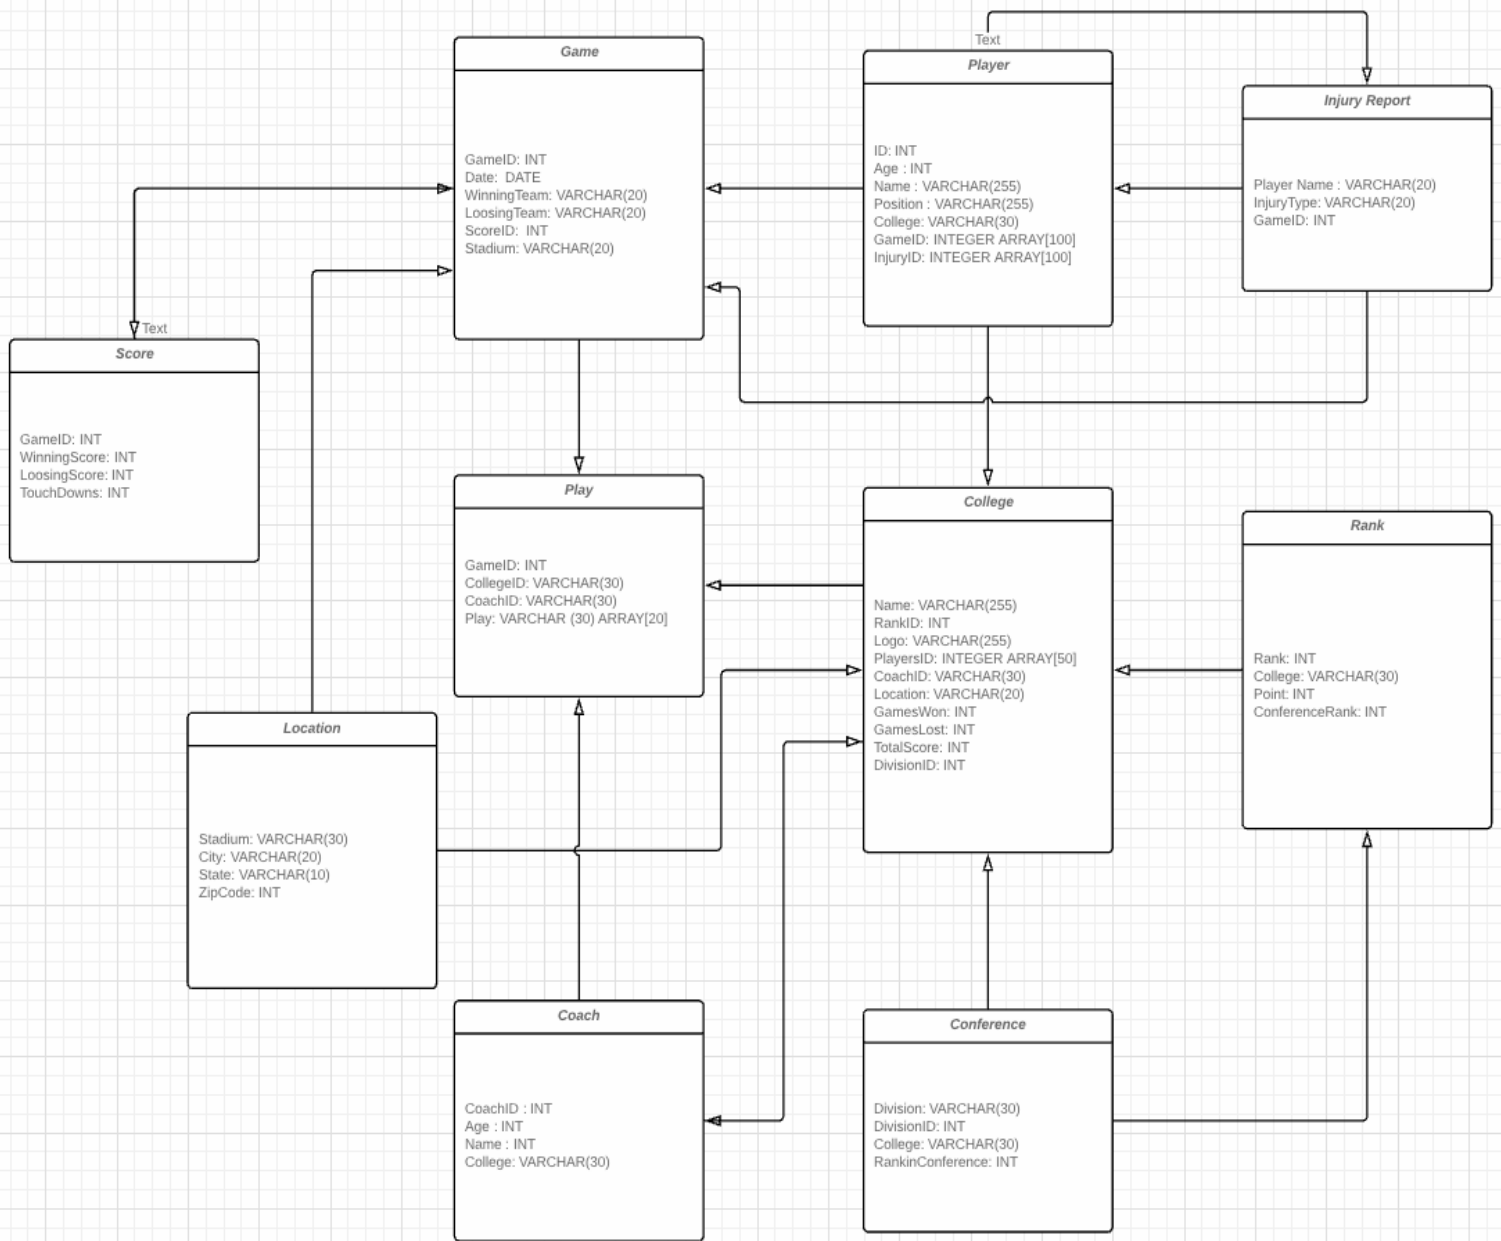 Game
GameID: INT
Date:  DATE
WinningTeam: VARCHAR(20)
LoosingTeam: VARCHAR(20)
ScoreID:  INT
Stadium: VARCHAR(20)
Text
Player
ID: INT
Age : INT
Name : VARCHAR(255)
Position : VARCHAR(255)
College: VARCHAR(30)
GameID: INTEGER ARRAY[100]
InjuryID: INTEGER ARRAY[100]
Injury Report
Player Name : VARCHAR(20)
InjuryType: VARCHAR(20)
GameID: INT
Text
Score
GameID: INT
WinningScore: INT
LoosingScore: INT
TouchDowns: INT
Play
GameID: INT
CollegeID: VARCHAR(30)
CoachID: VARCHAR(30)
Play: VARCHAR (30) ARRAY[20]
College
Name: VARCHAR(255)
RankID: INT
Logo: VARCHAR(255)
PlayersID: INTEGER ARRAY[50]
CoachID: VARCHAR(30)
Location: VARCHAR(20)
GamesWon: INT
GamesLost: INT
TotalScore: INT
DivisionID: INT
Rank
Rank: INT
College: VARCHAR(30)
Point: INT
ConferenceRank: INT
Location
Stadium: VARCHAR(30)
City: VARCHAR(20)
State: VARCHAR(10)
ZipCode: INT
Coach
CoachID : INT
Age : INT
Name : INT
College: VARCHAR(30)
Conference
Division: VARCHAR(30)
DivisionID: INT
College: VARCHAR(30)
RankinConference: INT